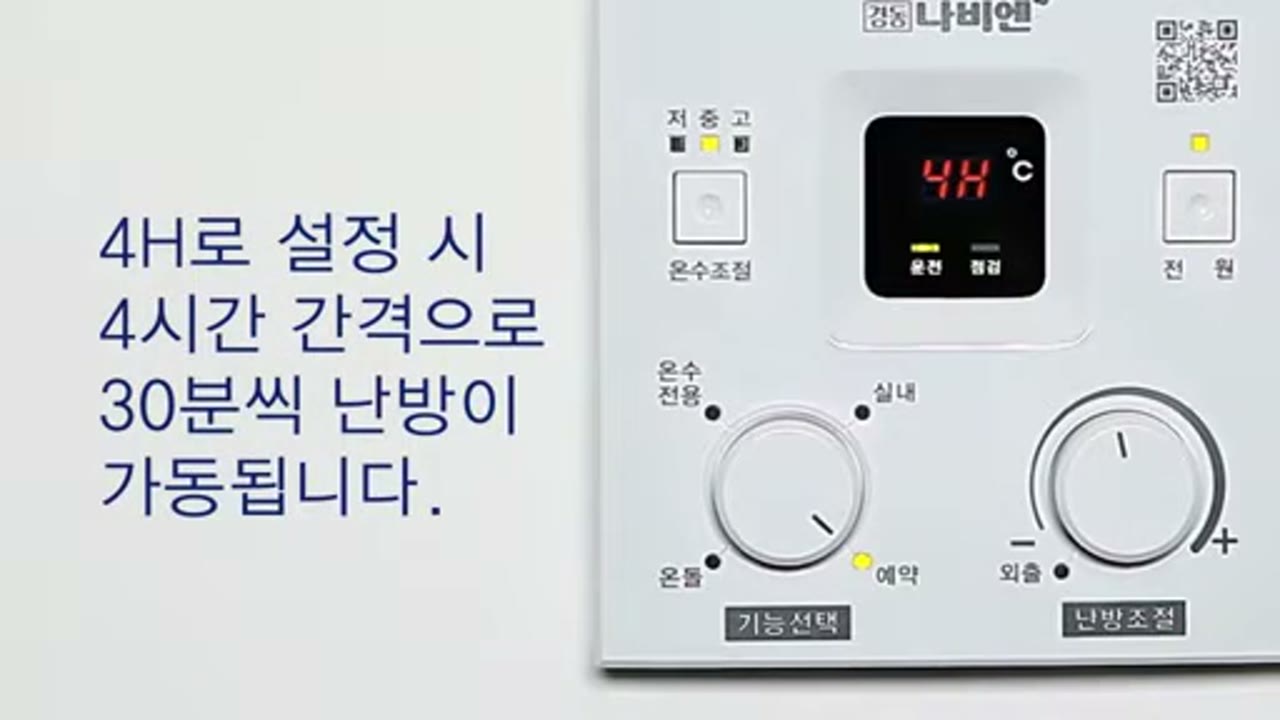 4H로 설정 시
4시간 간격으로
30분씩 난방이
가동됩니다.
경동 나비엔
저 중 고
온수조절
4H °C
운전 점검
전 원
온수
전용
실내
온돌
예약
기능선택
− +
외출
난방조절